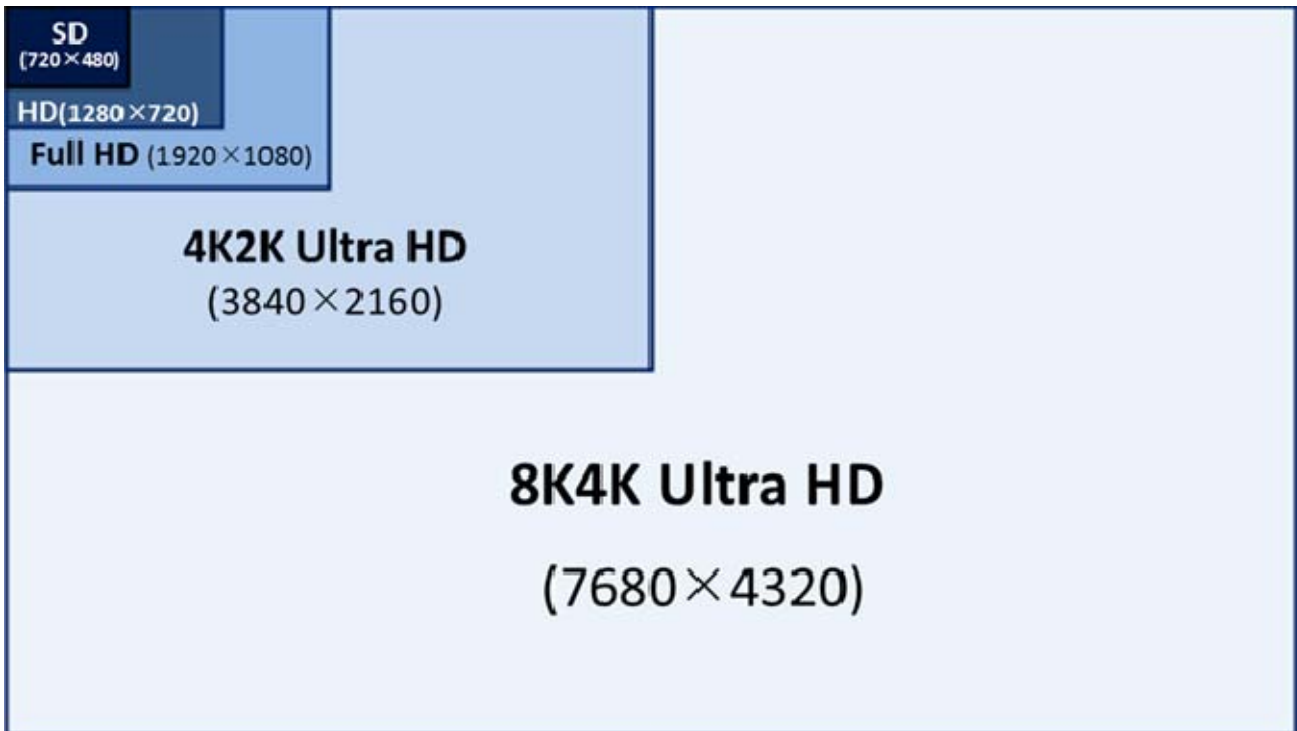 SD
(720×480)
HD(1280×720)
Full HD (1920×1080)
4K2K Ultra HD
(3840×2160)
8K4K Ultra HD
(7680×4320)